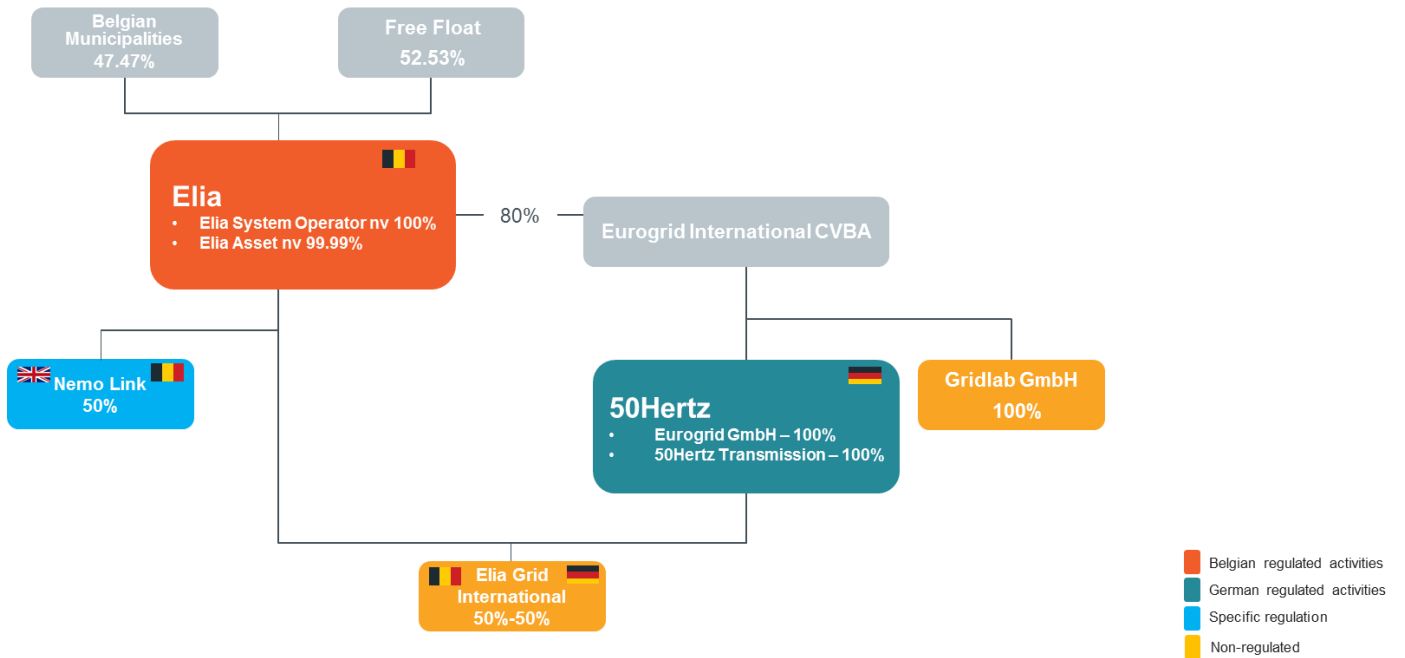 Belgian
Municipalities
47.47%
Free Float
52.53%
Elia
• Elia System Operator nv 100%
• Elia Asset nv 99.99%
80%
Eurogrid International CVBA
Nemo Link
50%
50Hertz
• Eurogrid GmbH – 100%
• 50Hertz Transmission – 100%
Gridlab GmbH
100%
Elia Grid
International
50%-50%
Belgian regulated activities
German regulated activities
Specific regulation
Non-regulated